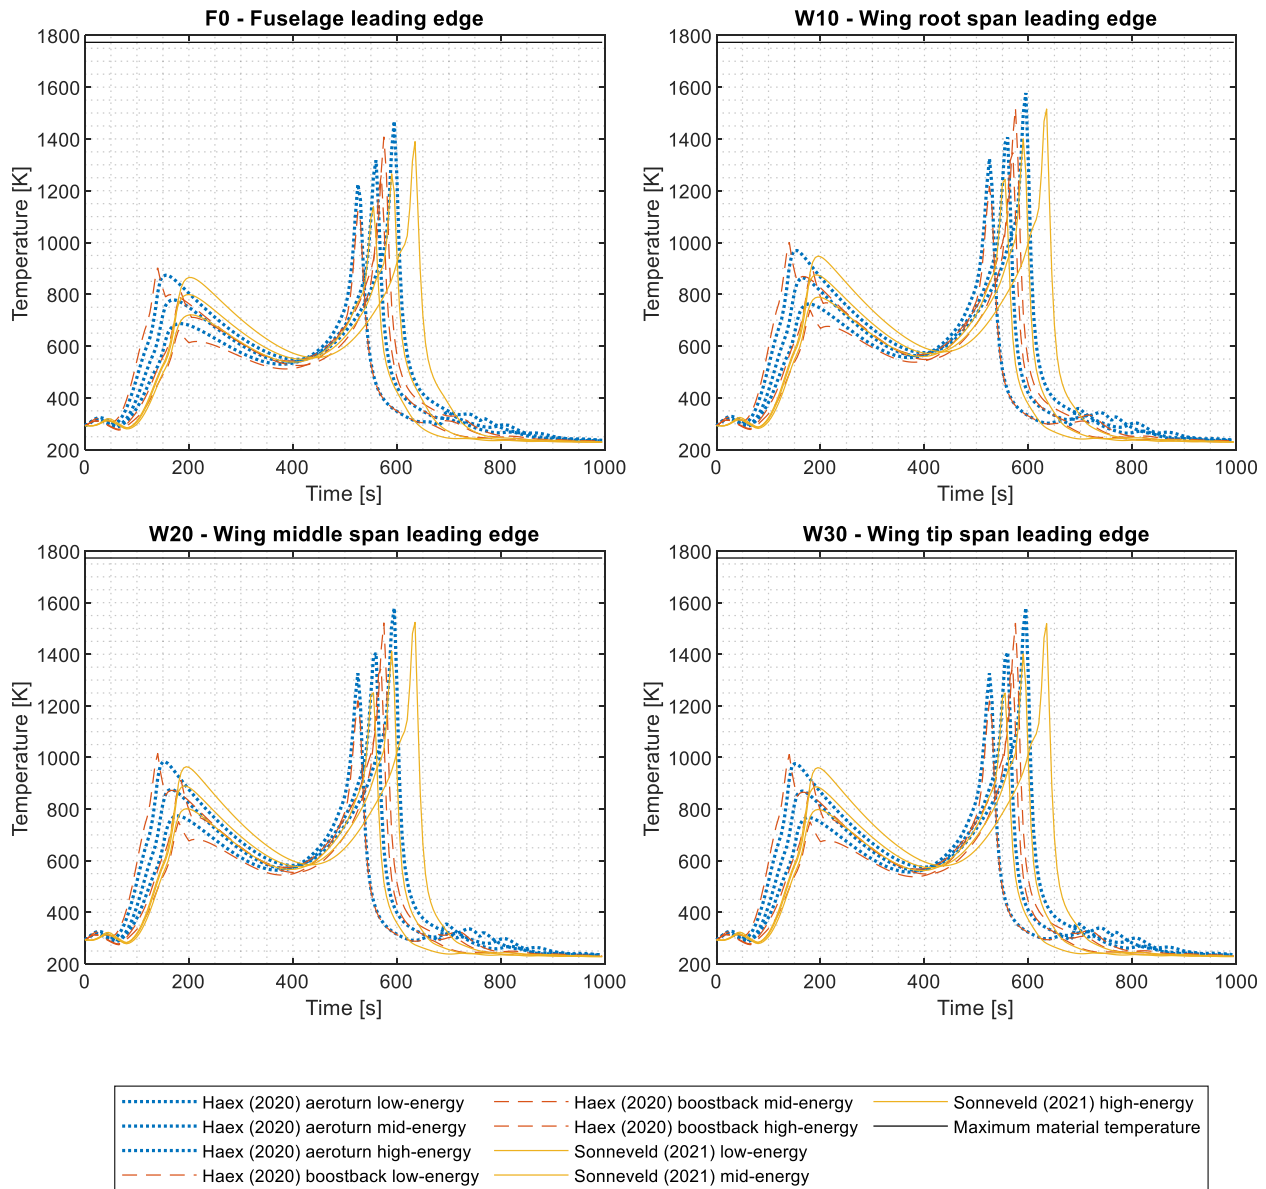 F0 - Fuselage leading edge
1800
1600
1400
1200
1000
800
600
400
200
Temperature [K]
0 200 400 600 800 1000
Time [s]
W10 - Wing root span leading edge
1800
1600
1400
1200
1000
800
600
400
200
Temperature [K]
0 200 400 600 800 1000
Time [s]
W20 - Wing middle span leading edge
1800
1600
1400
1200
1000
800
600
400
200
Temperature [K]
0 200 400 600 800 1000
Time [s]
W30 - Wing tip span leading edge
1800
1600
1400
1200
1000
800
600
400
200
Temperature [K]
0 200 400 600 800 1000
Time [s]
Haex (2020) aeroturn low-energy
Haex (2020) aeroturn mid-energy
Haex (2020) aeroturn high-energy
Haex (2020) boostback low-energy
Haex (2020) boostback mid-energy
Haex (2020) boostback high-energy
Sonneveld (2021) low-energy
Sonneveld (2021) mid-energy
Sonneveld (2021) high-energy
Maximum material temperature